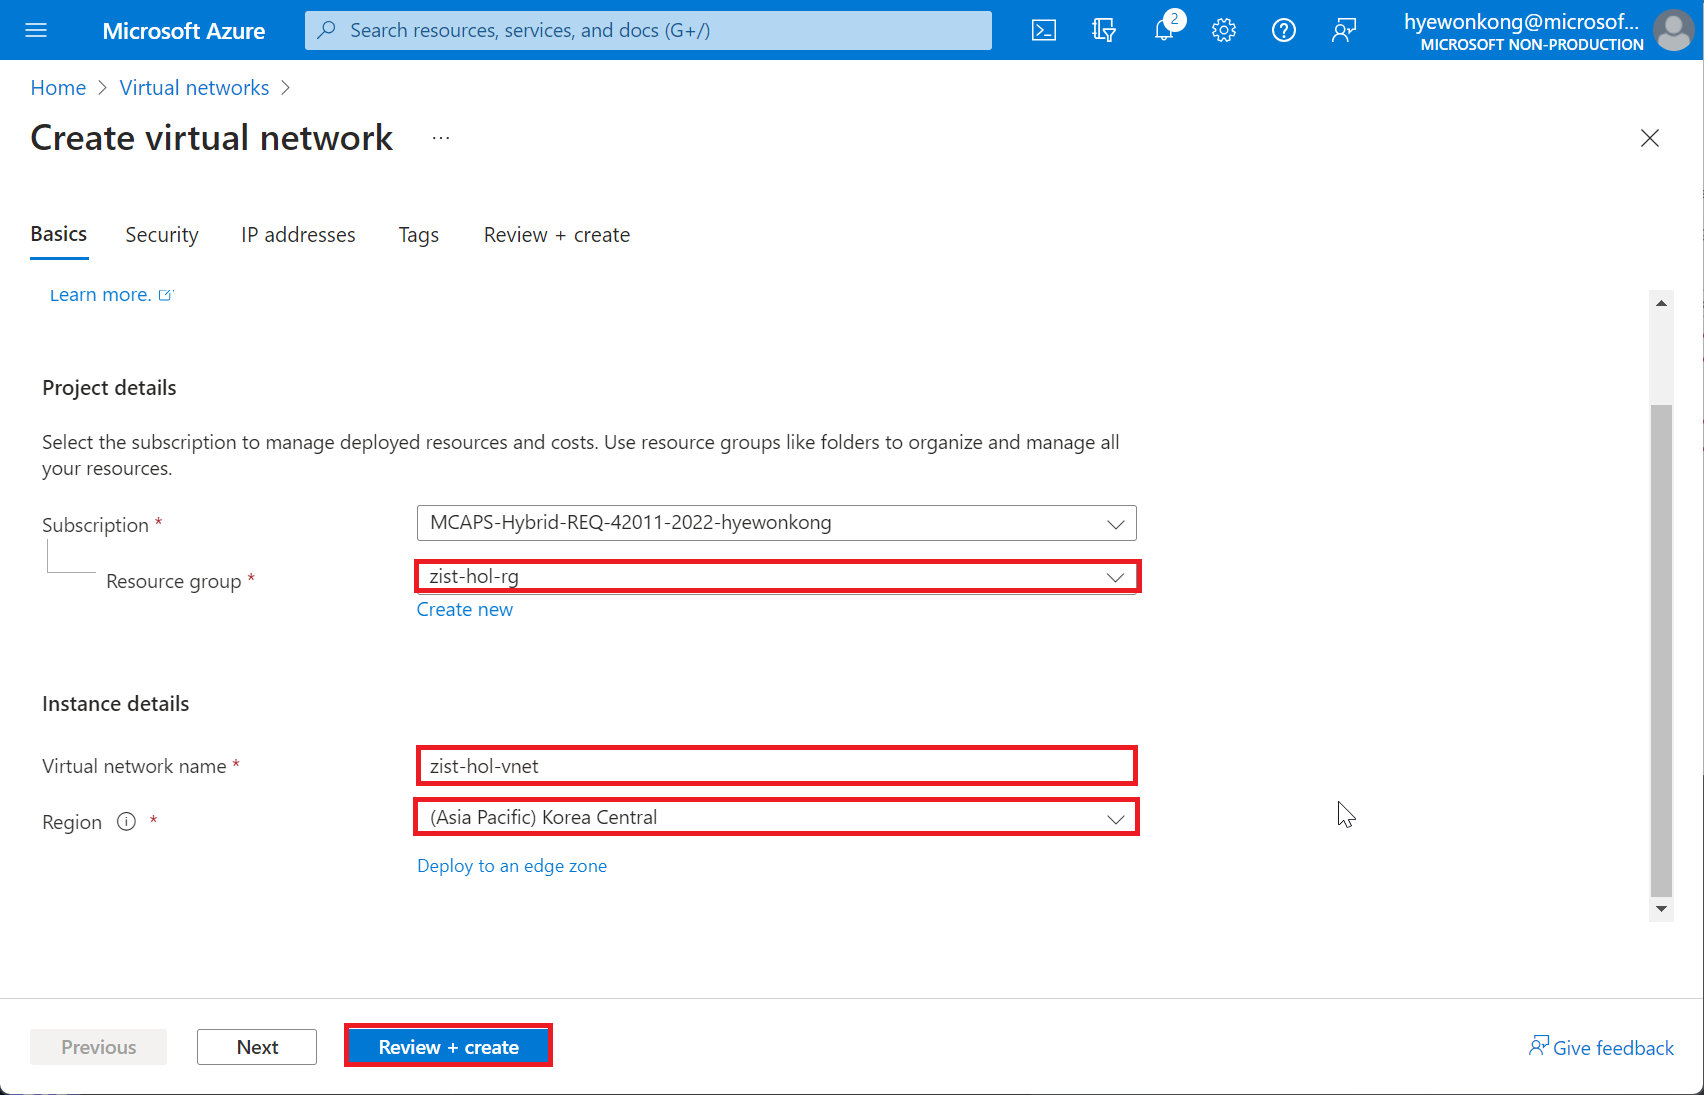 Microsoft Azure
Search resources, services, and docs (G+/)
2
hyewonkong@microsof...
MICROSOFT NON-PRODUCTION
Home > Virtual networks >
Create virtual network ...
Basics Security IP addresses Tags Review + create
Learn more.
Project details
Select the subscription to manage deployed resources and costs. Use resource groups like folders to organize and manage all
your resources.
Subscription * MCAPS-Hybrid-REQ-42011-2022-hyewonkong
Resource group * zist-hol-rg
Create new
Instance details
Virtual network name * zist-hol-vnet
Region * (Asia Pacific) Korea Central
Deploy to an edge zone
Previous Next Review + create Give feedback